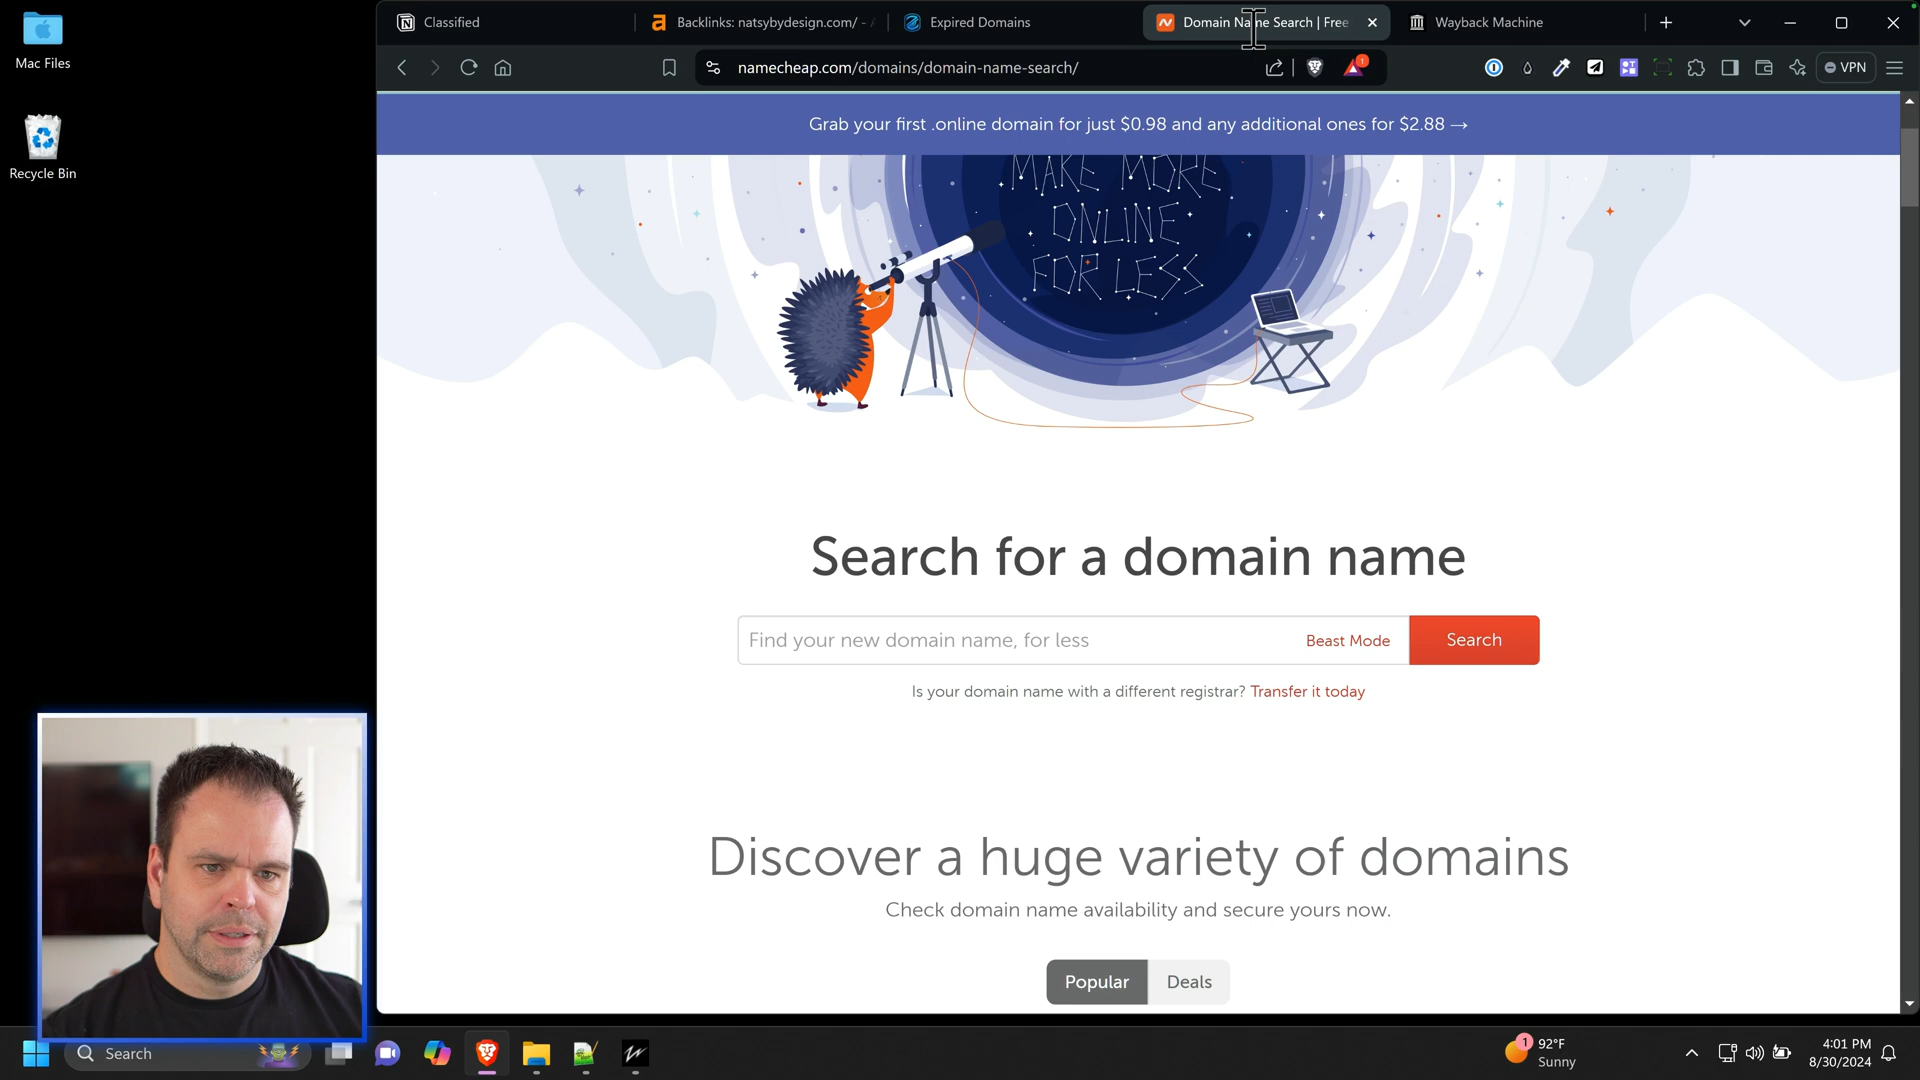 Mac Files
Recycle Bin
Classified
Backlinks: natsybydesign.com/ -
Expired Domains
Domain Name Search | Free
Wayback Machine
namecheap.com/domains/domain-name-search/
1
VPN
Grab your first .online domain for just $0.98 and any additional ones for $2.88 →
MAKE MORE
ONLINE
FOR LESS
Search for a domain name
Find your new domain name, for less
Beast Mode
Search
Is your domain name with a different registrar? Transfer it today
Discover a huge variety of domains
Check domain name availability and secure yours now.
Popular
Deals
Search
1
92°F
Sunny
4:01 PM
8/30/2024